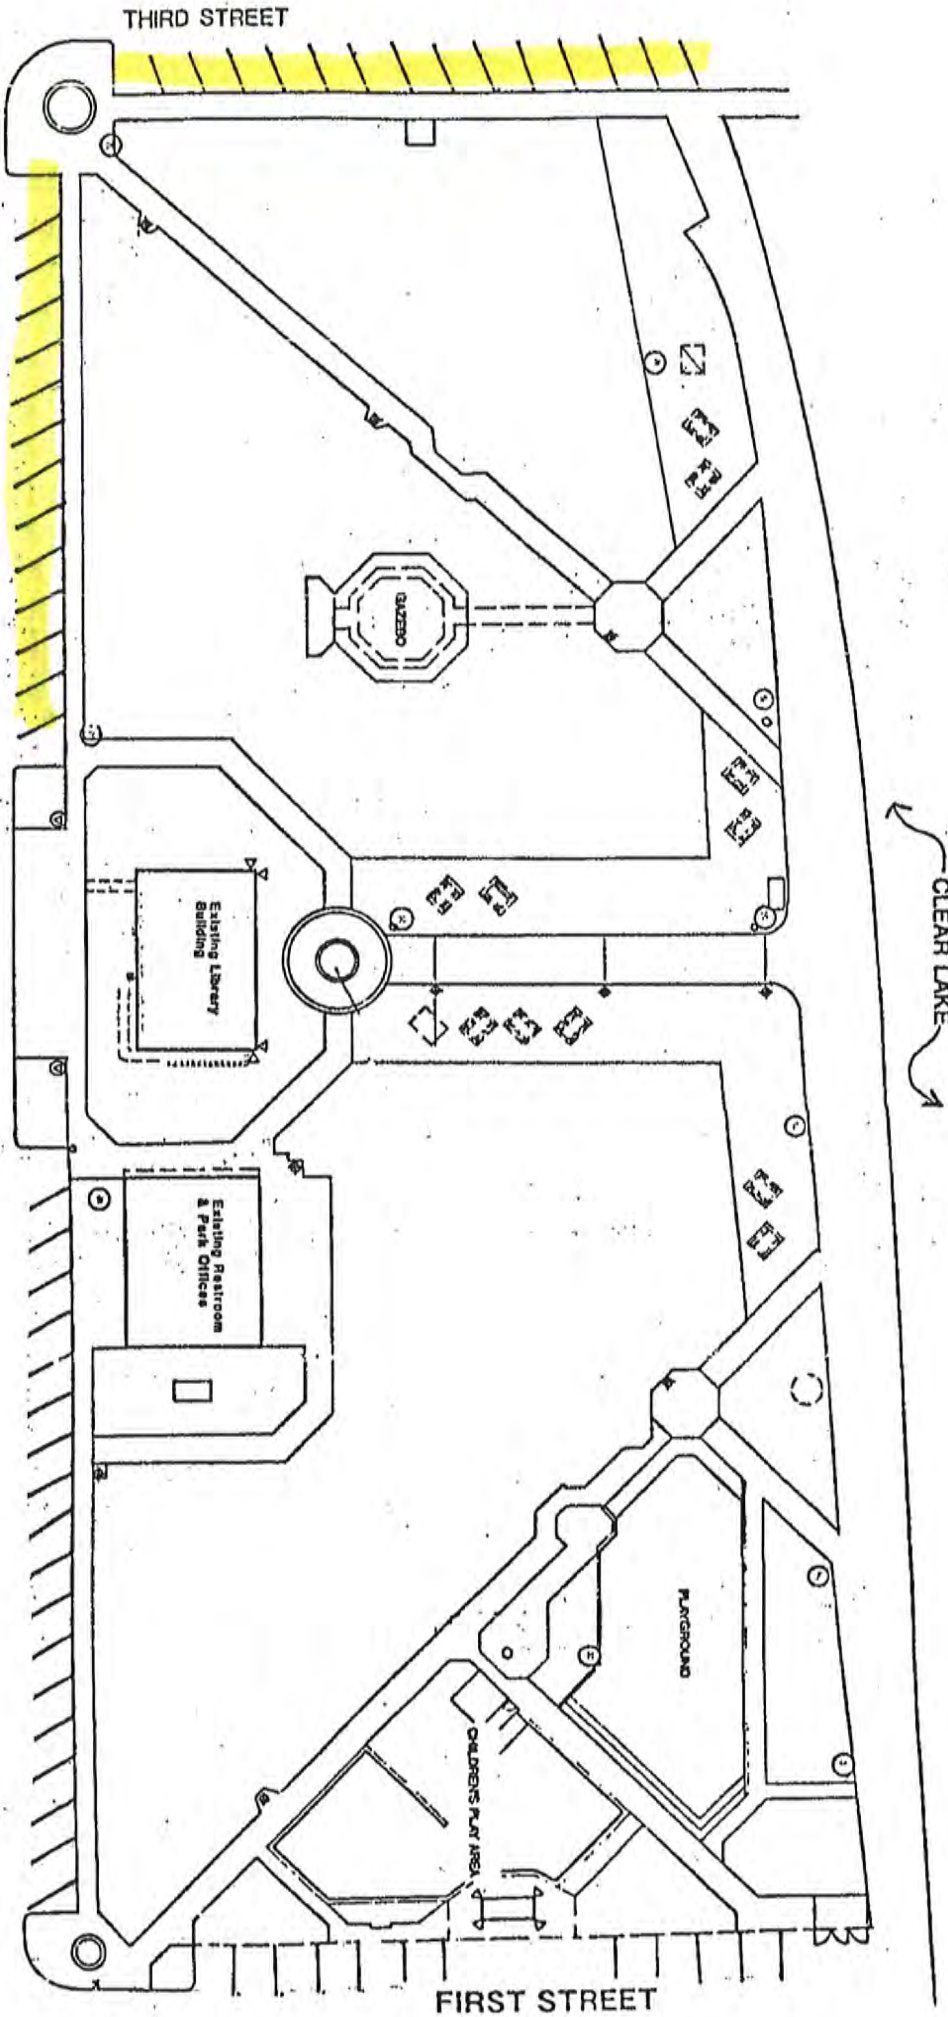 THIRD STREET
GAZEBO
CLEAR LAKE
Existing Library
Building
Existing Restroom
& Park Offices
PLAYGROUND
CHILDREN'S PLAY AREA
FIRST STREET